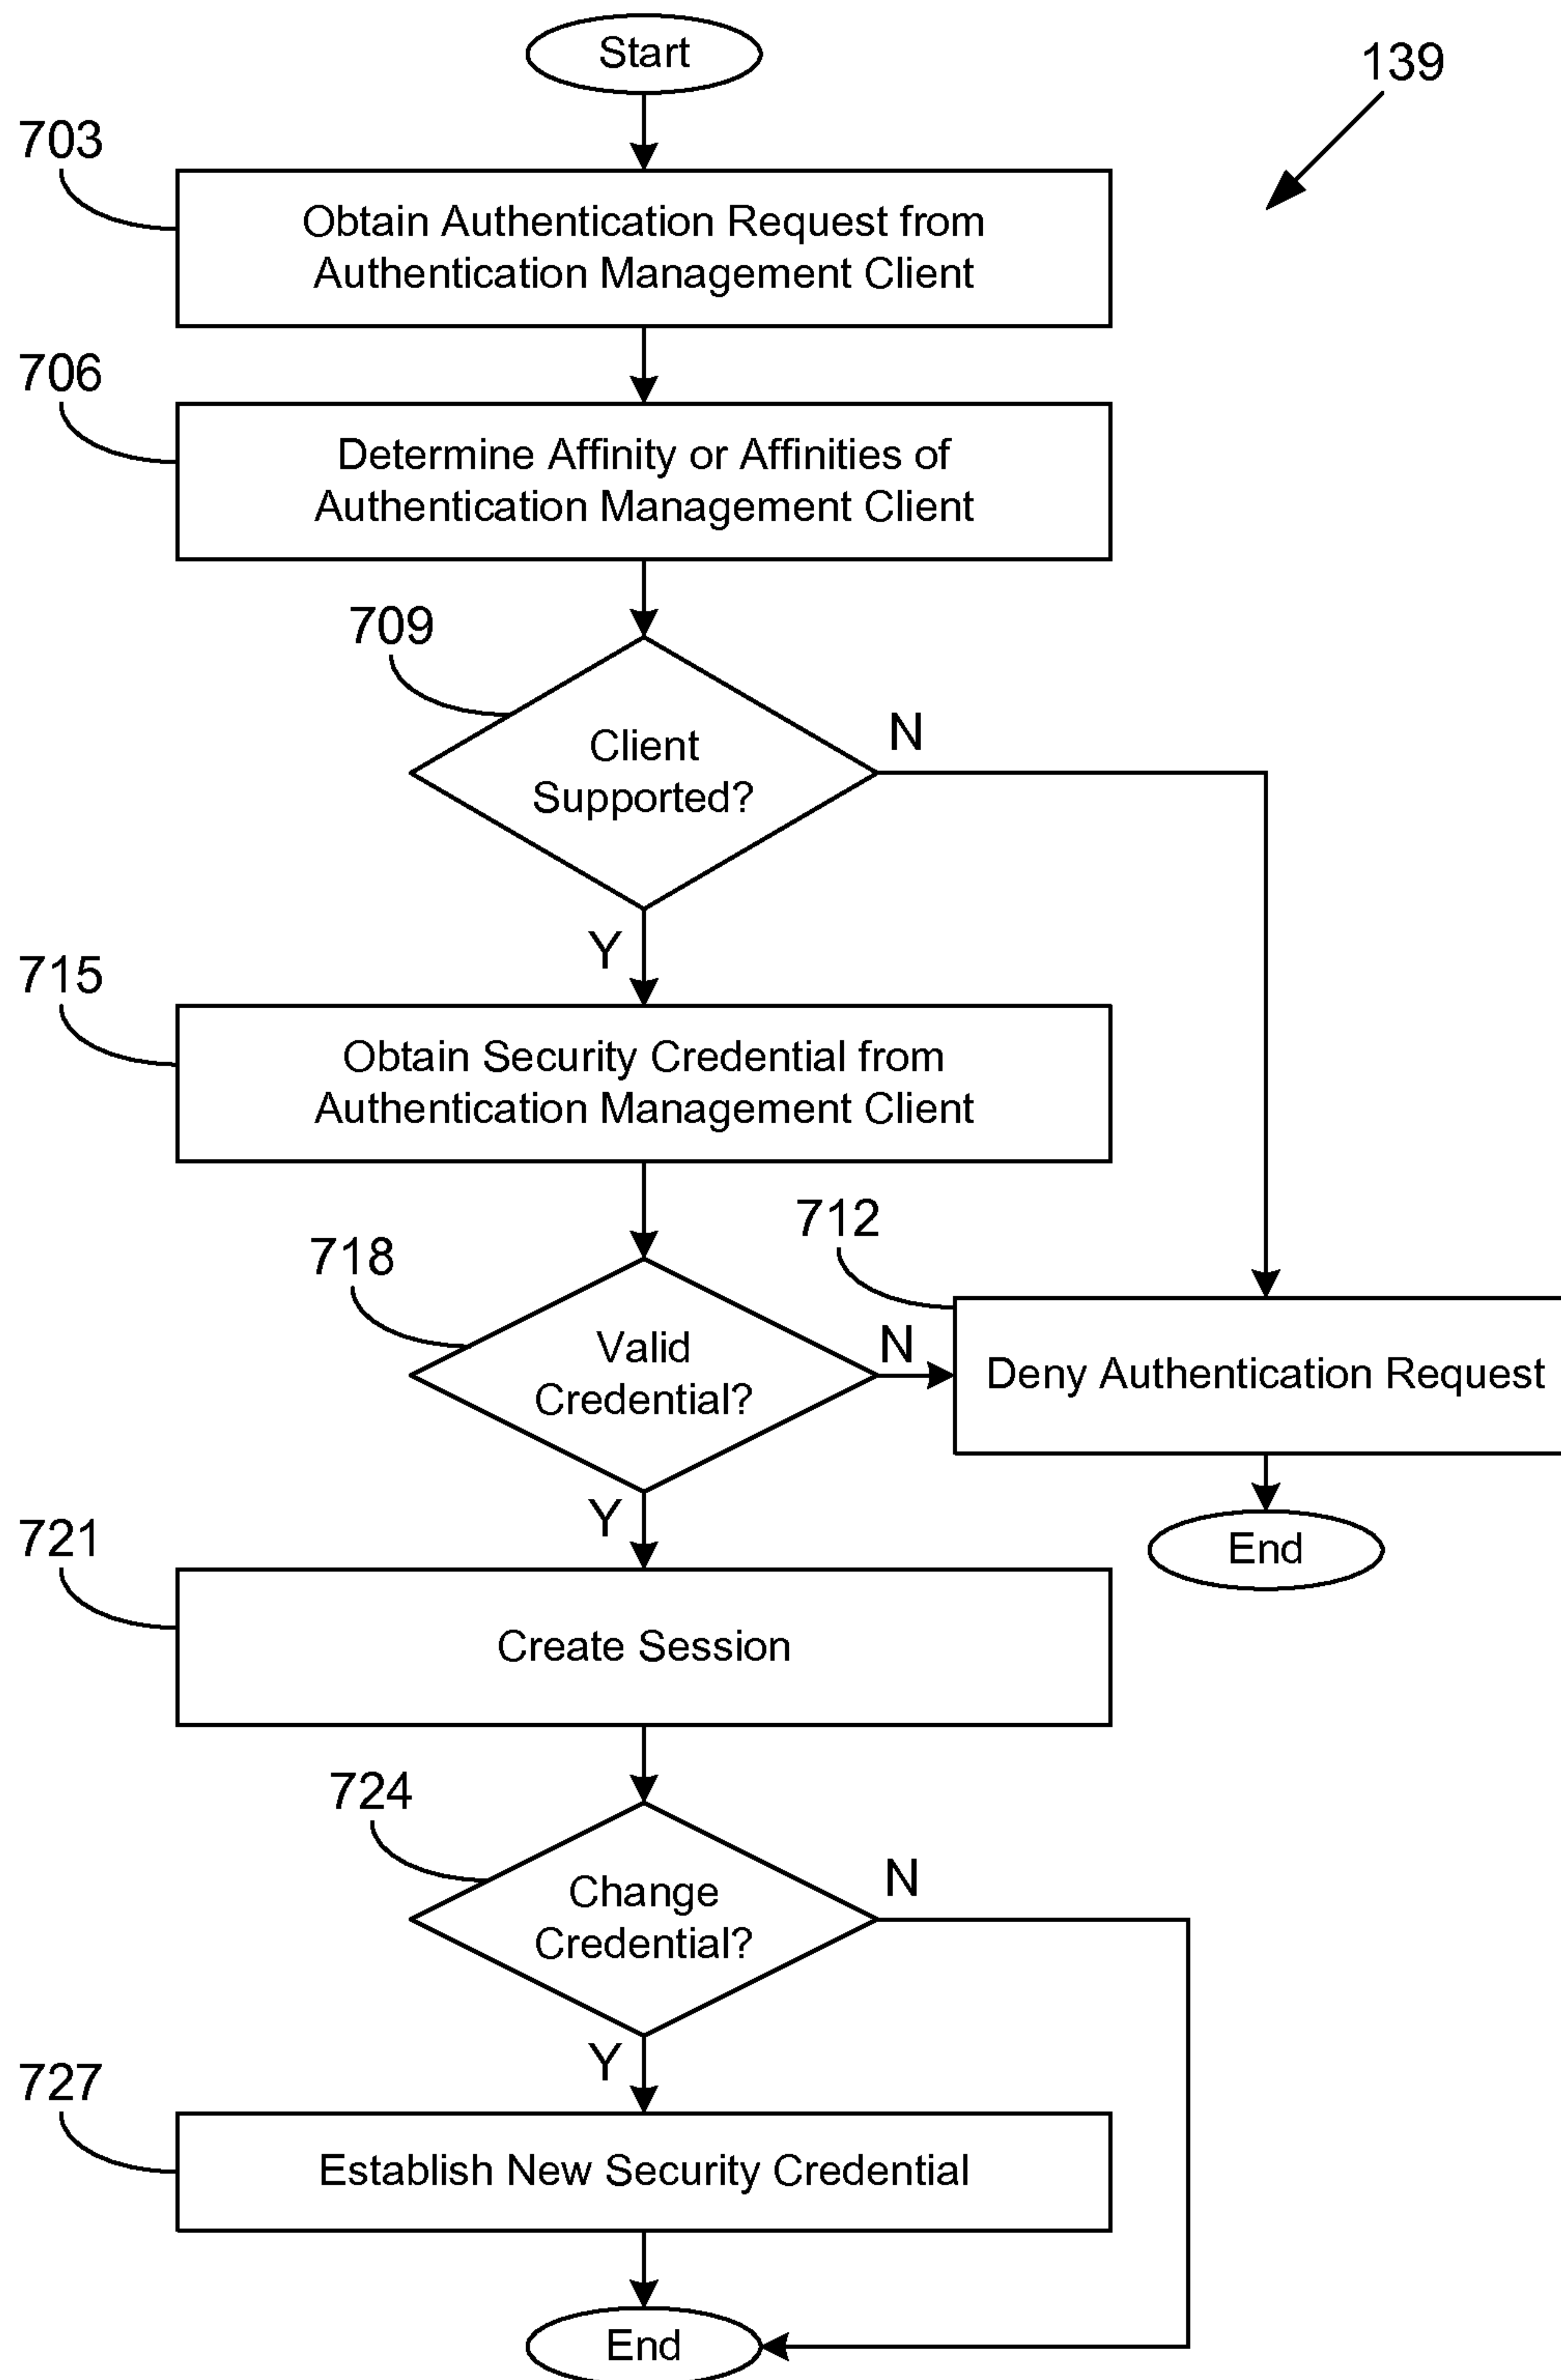 Start
139
703
Obtain Authentication Request from
Authentication Management Client
706
Determine Affinity or Affinities of
Authentication Management Client
709
Client
Supported?
N
Y
715
Obtain Security Credential from
Authentication Management Client
712
718
Valid
Credential?
N
Deny Authentication Request
Y
End
721
Create Session
724
Change
Credential?
N
Y
727
Establish New Security Credential
End